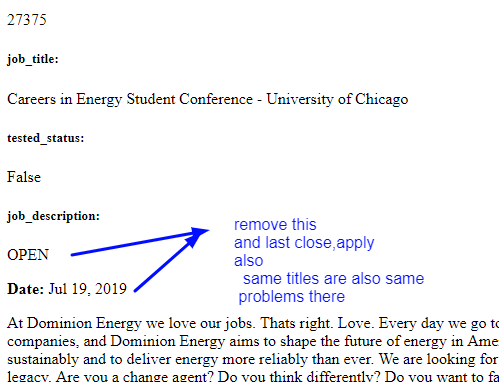 27375
job_title:
Careers in Energy Student Conference - University of Chicago
tested_status:
False
job_description:
remove this
and last close,apply
also
same titles are also same
problems there
OPEN
Date: Jul 19, 2019
At Dominion Energy we love our jobs. Thats right. Love. Every day we go to
companies, and Dominion Energy aims to shape the future of energy in Ame
sustainably and to deliver energy more reliably than ever. We are looking for
legacy. Are you a change agent? Do you think differently? Do you want to fa